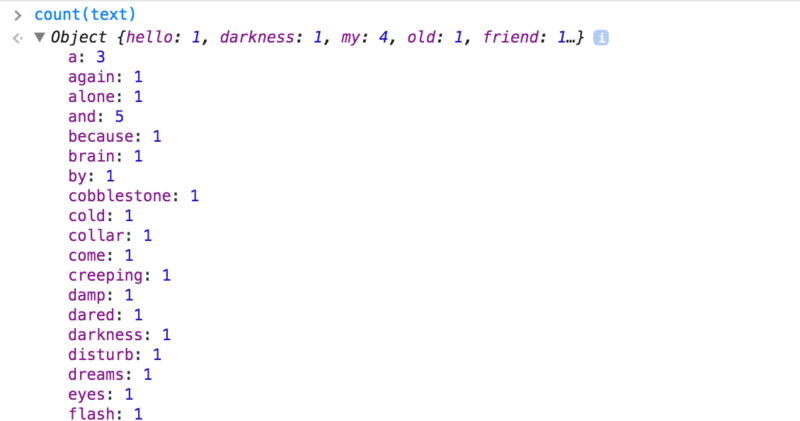 > count(text)
Object {hello: 1, darkness: 1, my: 4, old: 1, friend: 1…} i
a: 3
again: 1
alone: 1
and: 5
because: 1
brain: 1
by: 1
cobblestone: 1
cold: 1
collar: 1
come: 1
creeping: 1
damp: 1
dared: 1
darkness: 1
disturb: 1
dreams: 1
eyes: 1
flash: 1